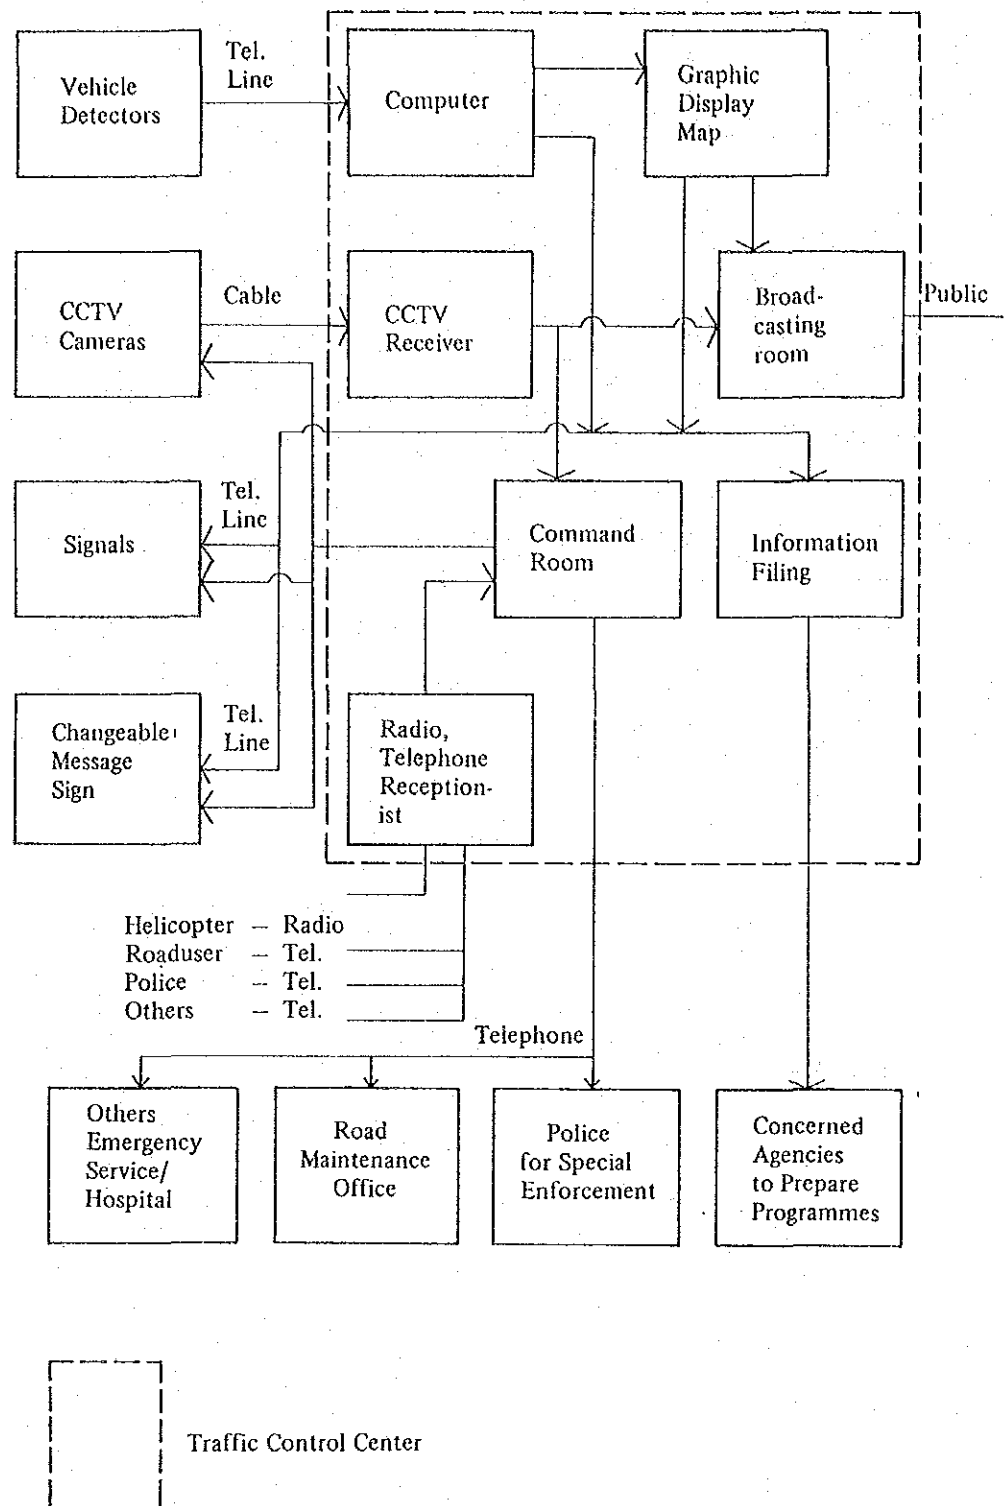 Vehicle
Detectors
Tel.
Line
Computer
Graphic
Display
Map
CCTV
Cameras
Cable
CCTV
Receiver
Broad-
casting
room
Public
Signals
Tel.
Line
Command
Room
Information
Filing
Changeable
Message
Sign
Tel.
Line
Radio,
Telephone
Reception-
ist
Helicopter – Radio
Roaduser – Tel.
Police – Tel.
Others – Tel.
Telephone
Others
Emergency
Service/
Hospital
Road
Maintenance
Office
Police
for Special
Enforcement
Concerned
Agencies
to Prepare
Programmes
Traffic Control Center